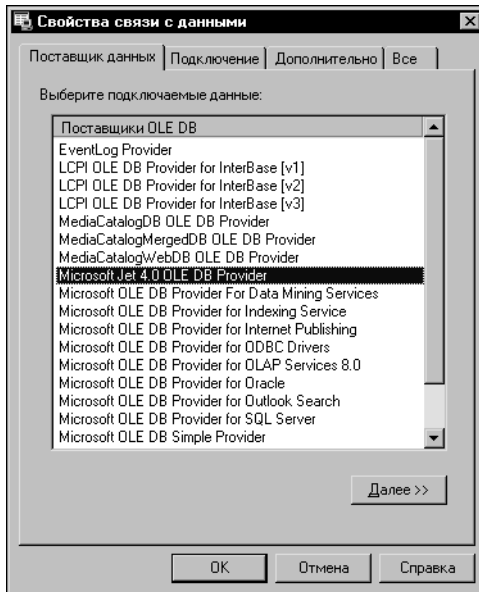 Свойства связи с данными
Поставщик данных Подключение Дополнительно Все
Выберите подключаемые данные:
Поставщики OLE DB
EventLog Provider
LCPI OLE DB Provider for InterBase [v1]
LCPI OLE DB Provider for InterBase [v2]
LCPI OLE DB Provider for InterBase [v3]
MediaCatalogDB OLE DB Provider
MediaCatalogMergedDB OLE DB Provider
MediaCatalogWebDB OLE DB Provider
Microsoft Jet 4.0 OLE DB Provider
Microsoft OLE DB Provider For Data Mining Services
Microsoft OLE DB Provider for Indexing Service
Microsoft OLE DB Provider for Internet Publishing
Microsoft OLE DB Provider for ODBC Drivers
Microsoft OLE DB Provider for OLAP Services 8.0
Microsoft OLE DB Provider for Oracle
Microsoft OLE DB Provider for Outlook Search
Microsoft OLE DB Provider for SQL Server
Microsoft OLE DB Simple Provider
Далее >>
OK Отмена Справка